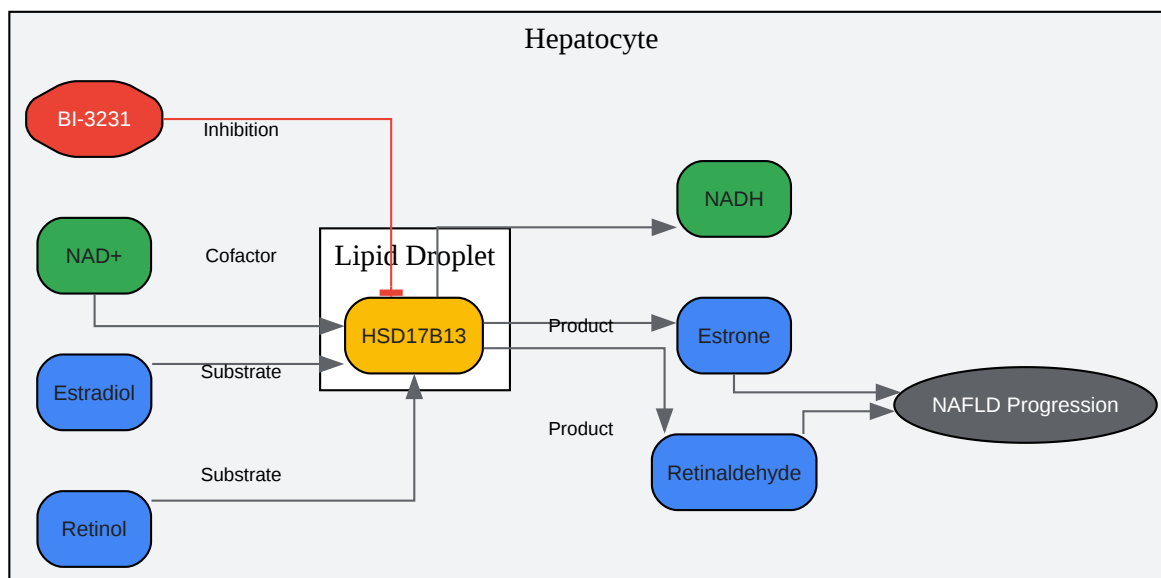 Hepatocyte
BI-3231
Inhibition
NADH
NAD+
Cofactor
Lipid Droplet
HSD17B13
Product
Estrone
Estradiol
Substrate
NAFLD Progression
Product
Retinaldehyde
Substrate
Retinol